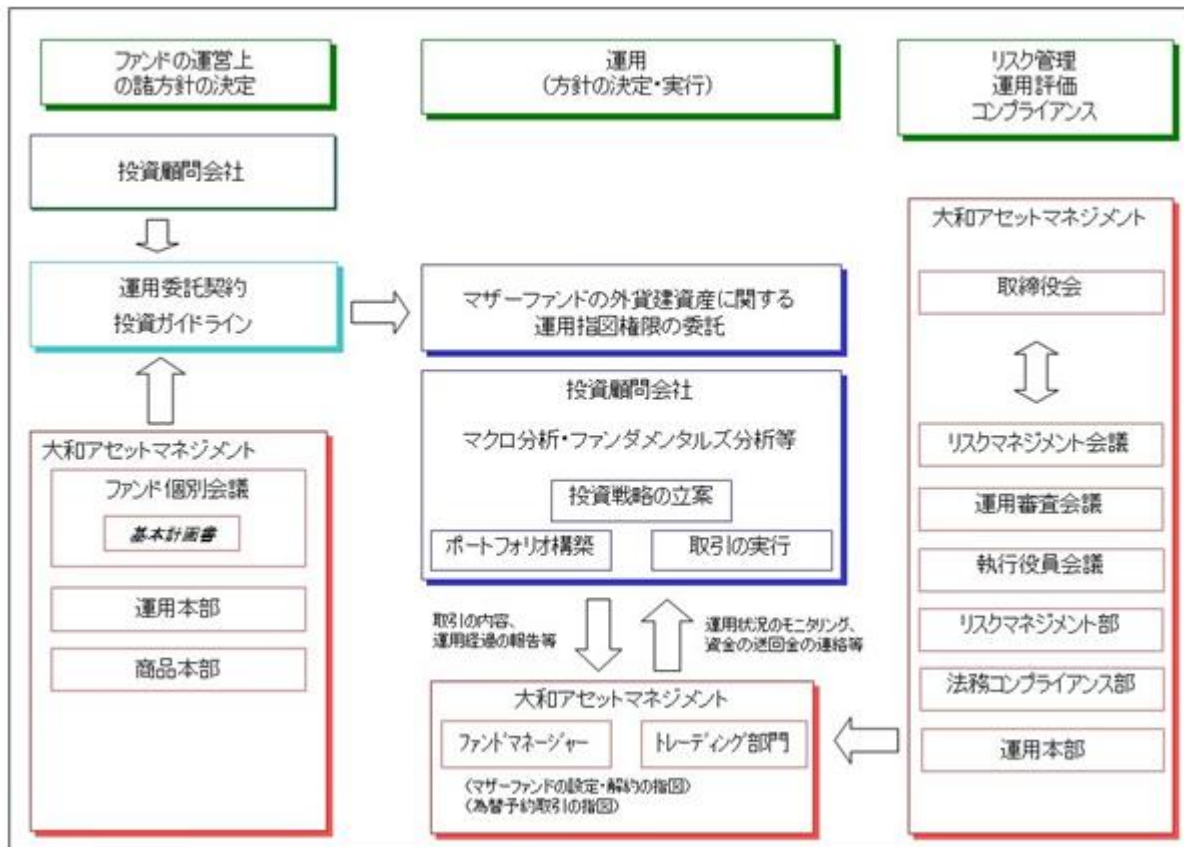 ファンドの運営上
の諸方針の決定
運用
(方針の決定・実行)
リスク管理
運用評価
コンプライアンス
投資顧問会社
運用委託契約
投資ガイドライン
マザーファンドの外貨建資産に関する
運用指図権限の委託
投資顧問会社
マクロ分析・ファンダメンタルズ分析等
投資戦略の立案
ポートフォリオ構築
取引の実行
大和アセットマネジメント
ファンド個別会議
基本計画書
運用本部
商品本部
取引の内容、
運用経過の報告等
運用状況のモニタリング、
資金の送回金の連絡等
大和アセットマネジメント
ファンドマネージャー
トレーディング部門
(マザーファンドの設定・解約の指図)
(為替予約取引の指図)
大和アセットマネジメント
取締役会
リスクマネジメント会議
運用審査会議
執行役員会議
リスクマネジメント部
法務コンプライアンス部
運用本部